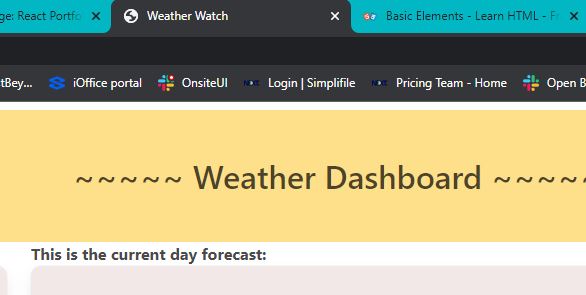 ge: React Portfo
Weather Watch
Basic Elements - Learn HTML - Fr
tBey...
iOffice portal
OnsiteUI
Login | Simplifile
Pricing Team - Home
Open B
~~~~~ Weather Dashboard ~~~~~
This is the current day forecast: